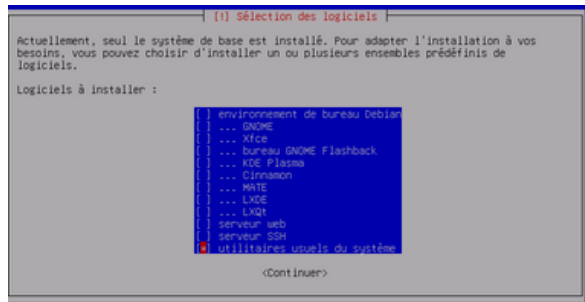 [!] Sélection des logiciels
Actuellement, seul le système de base est installé. Pour adapter l'installation à vos
besoins, vous pouvez choisir d'installer un ou plusieurs ensembles prédéfinis de
logiciels.
Logiciels à installer :
[ ] environnement de bureau Debian
[ ] ... GNOME
[ ] ... Xfce
[ ] ... bureau GNOME Flashback
[ ] ... KDE Plasma
[ ] ... Cinnamon
[ ] ... MATE
[ ] ... LXDE
[ ] ... LXQt
[ ] serveur web
[ ] serveur SSH
[*] utilitaires usuels du système
<Continuer>